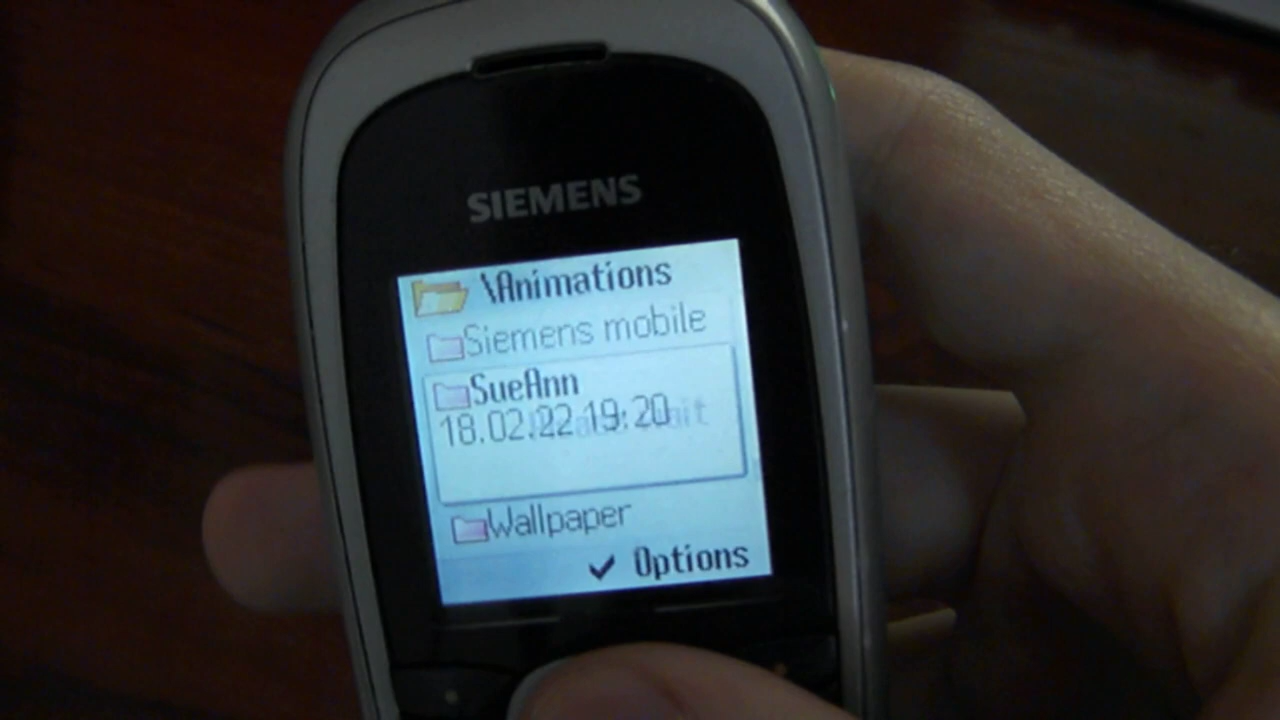 SIEMENS
\Animations
Siemens mobile
SueAnn
18.02.22 19:20
Wallpaper
Options